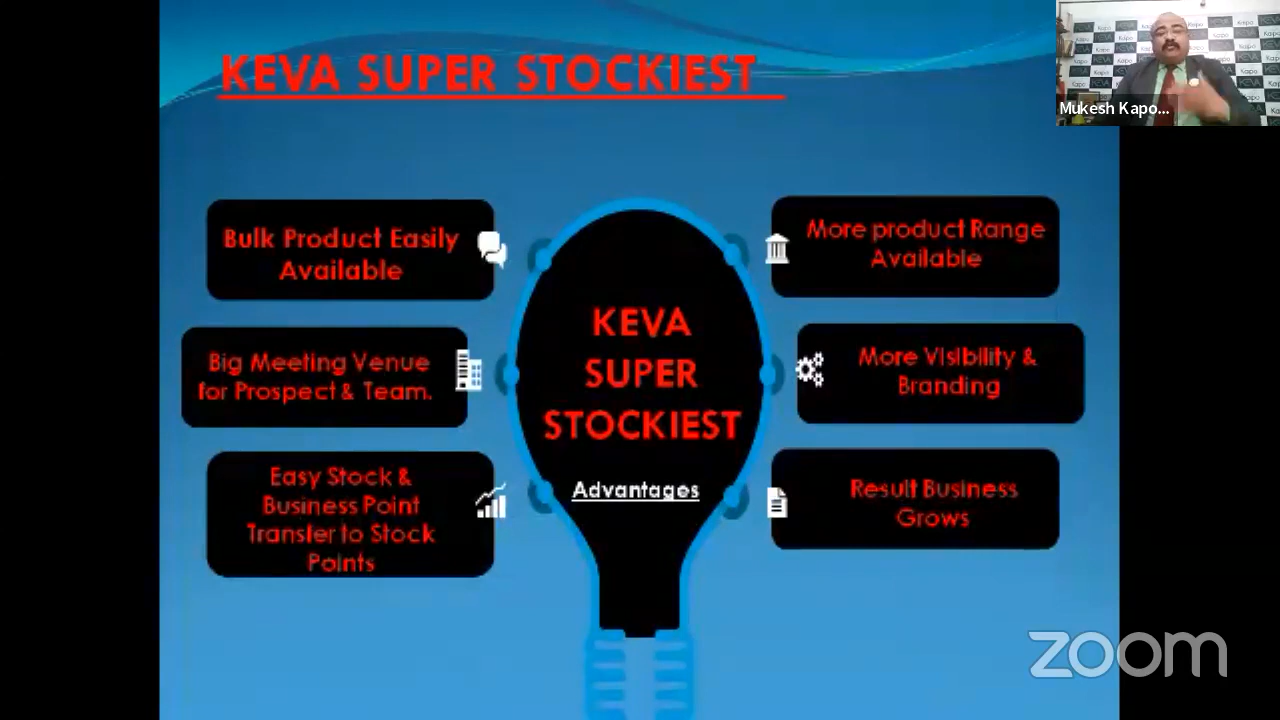 KEVA SUPER STOCKIEST
Mukesh Kapo...
Bulk Product Easily
Available
Big Meeting Venue
for Prospect & Team.
Easy Stock &
Business Point
Transfer to Stock
Points
KEVA
SUPER
STOCKIEST
Advantages
More product Range
Available
More Visibility &
Branding
Result Business
Grows
zoom